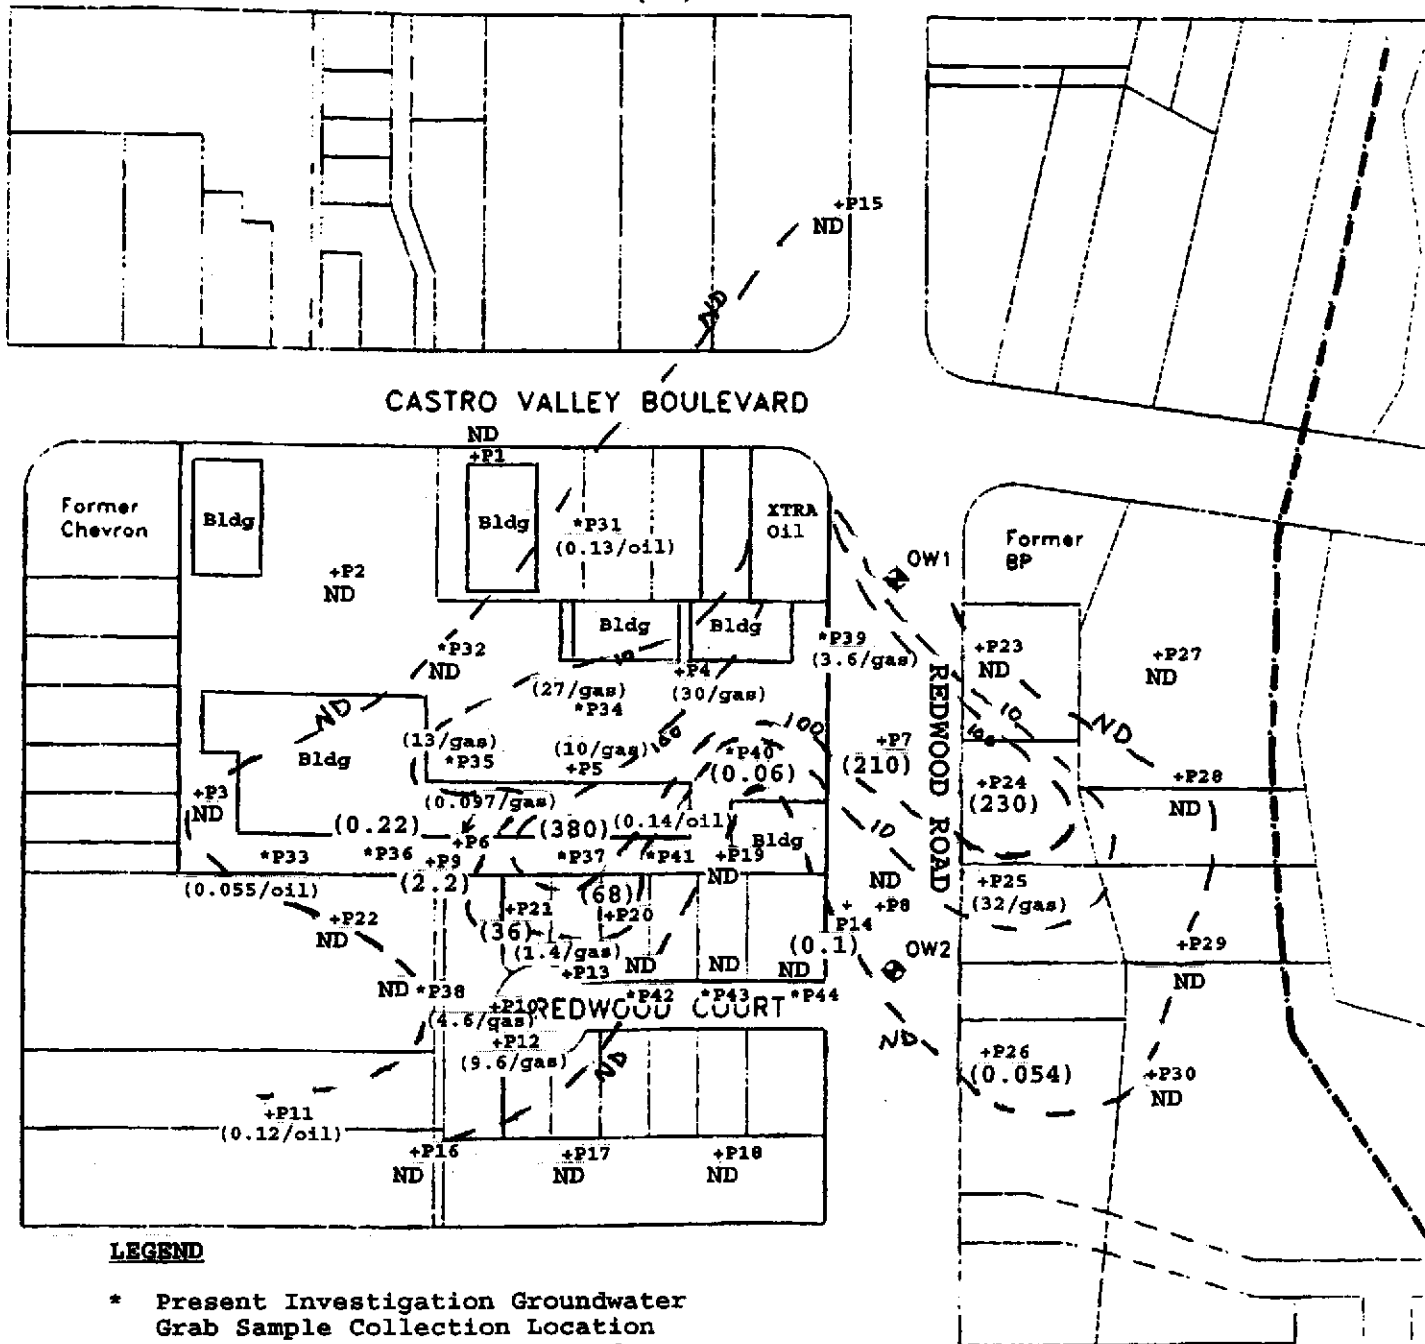 +P15
ND
ND
CASTRO VALLEY BOULEVARD
ND
+P1
Former
Chevron
Bldg
Bldg
*P31
(0.13/oil)
XTRA
Oil
OW1
Former
BP
+P2
ND
*P32
ND
Bldg
Bldg
10
*P39
(3.6/gas)
+P23
ND
+P27
ND
REDWOOD ROAD
+P4
(30/gas)
(27/gas)
*P34
ND
Bldg
(13/gas)
*P35
(10/gas)
+P5
100
100
*P40
(0.06)
+P7
(210)
10
100
ND
+P24
(230)
+P28
ND
+P3
ND
(0.097/gas)
(0.22)
+P6
(380)
(0.14/oil)
Bldg
10
*P33
(0.055/oil)
*P36
+P9
(2.2)
*P37
*P41
+P19
ND
ND
+P8
+
P14
(0.1)
+P25
(32/gas)
+P22
ND
+P21
(36)
(68)
+P20
(1.4/gas)
+P13
ND
ND
ND
OW2
+P29
ND
ND
*P38
*P42
*P43
*P44
+P10
REDWOOD COURT
(4.6/gas)
+P12
(9.6/gas)
ND
ND
+P26
(0.054)
+P30
ND
+P11
(0.12/oil)
+P16
ND
+P17
ND
+P18
ND
LEGEND
* Present Investigation Groundwater
Grab Sample Collection Location